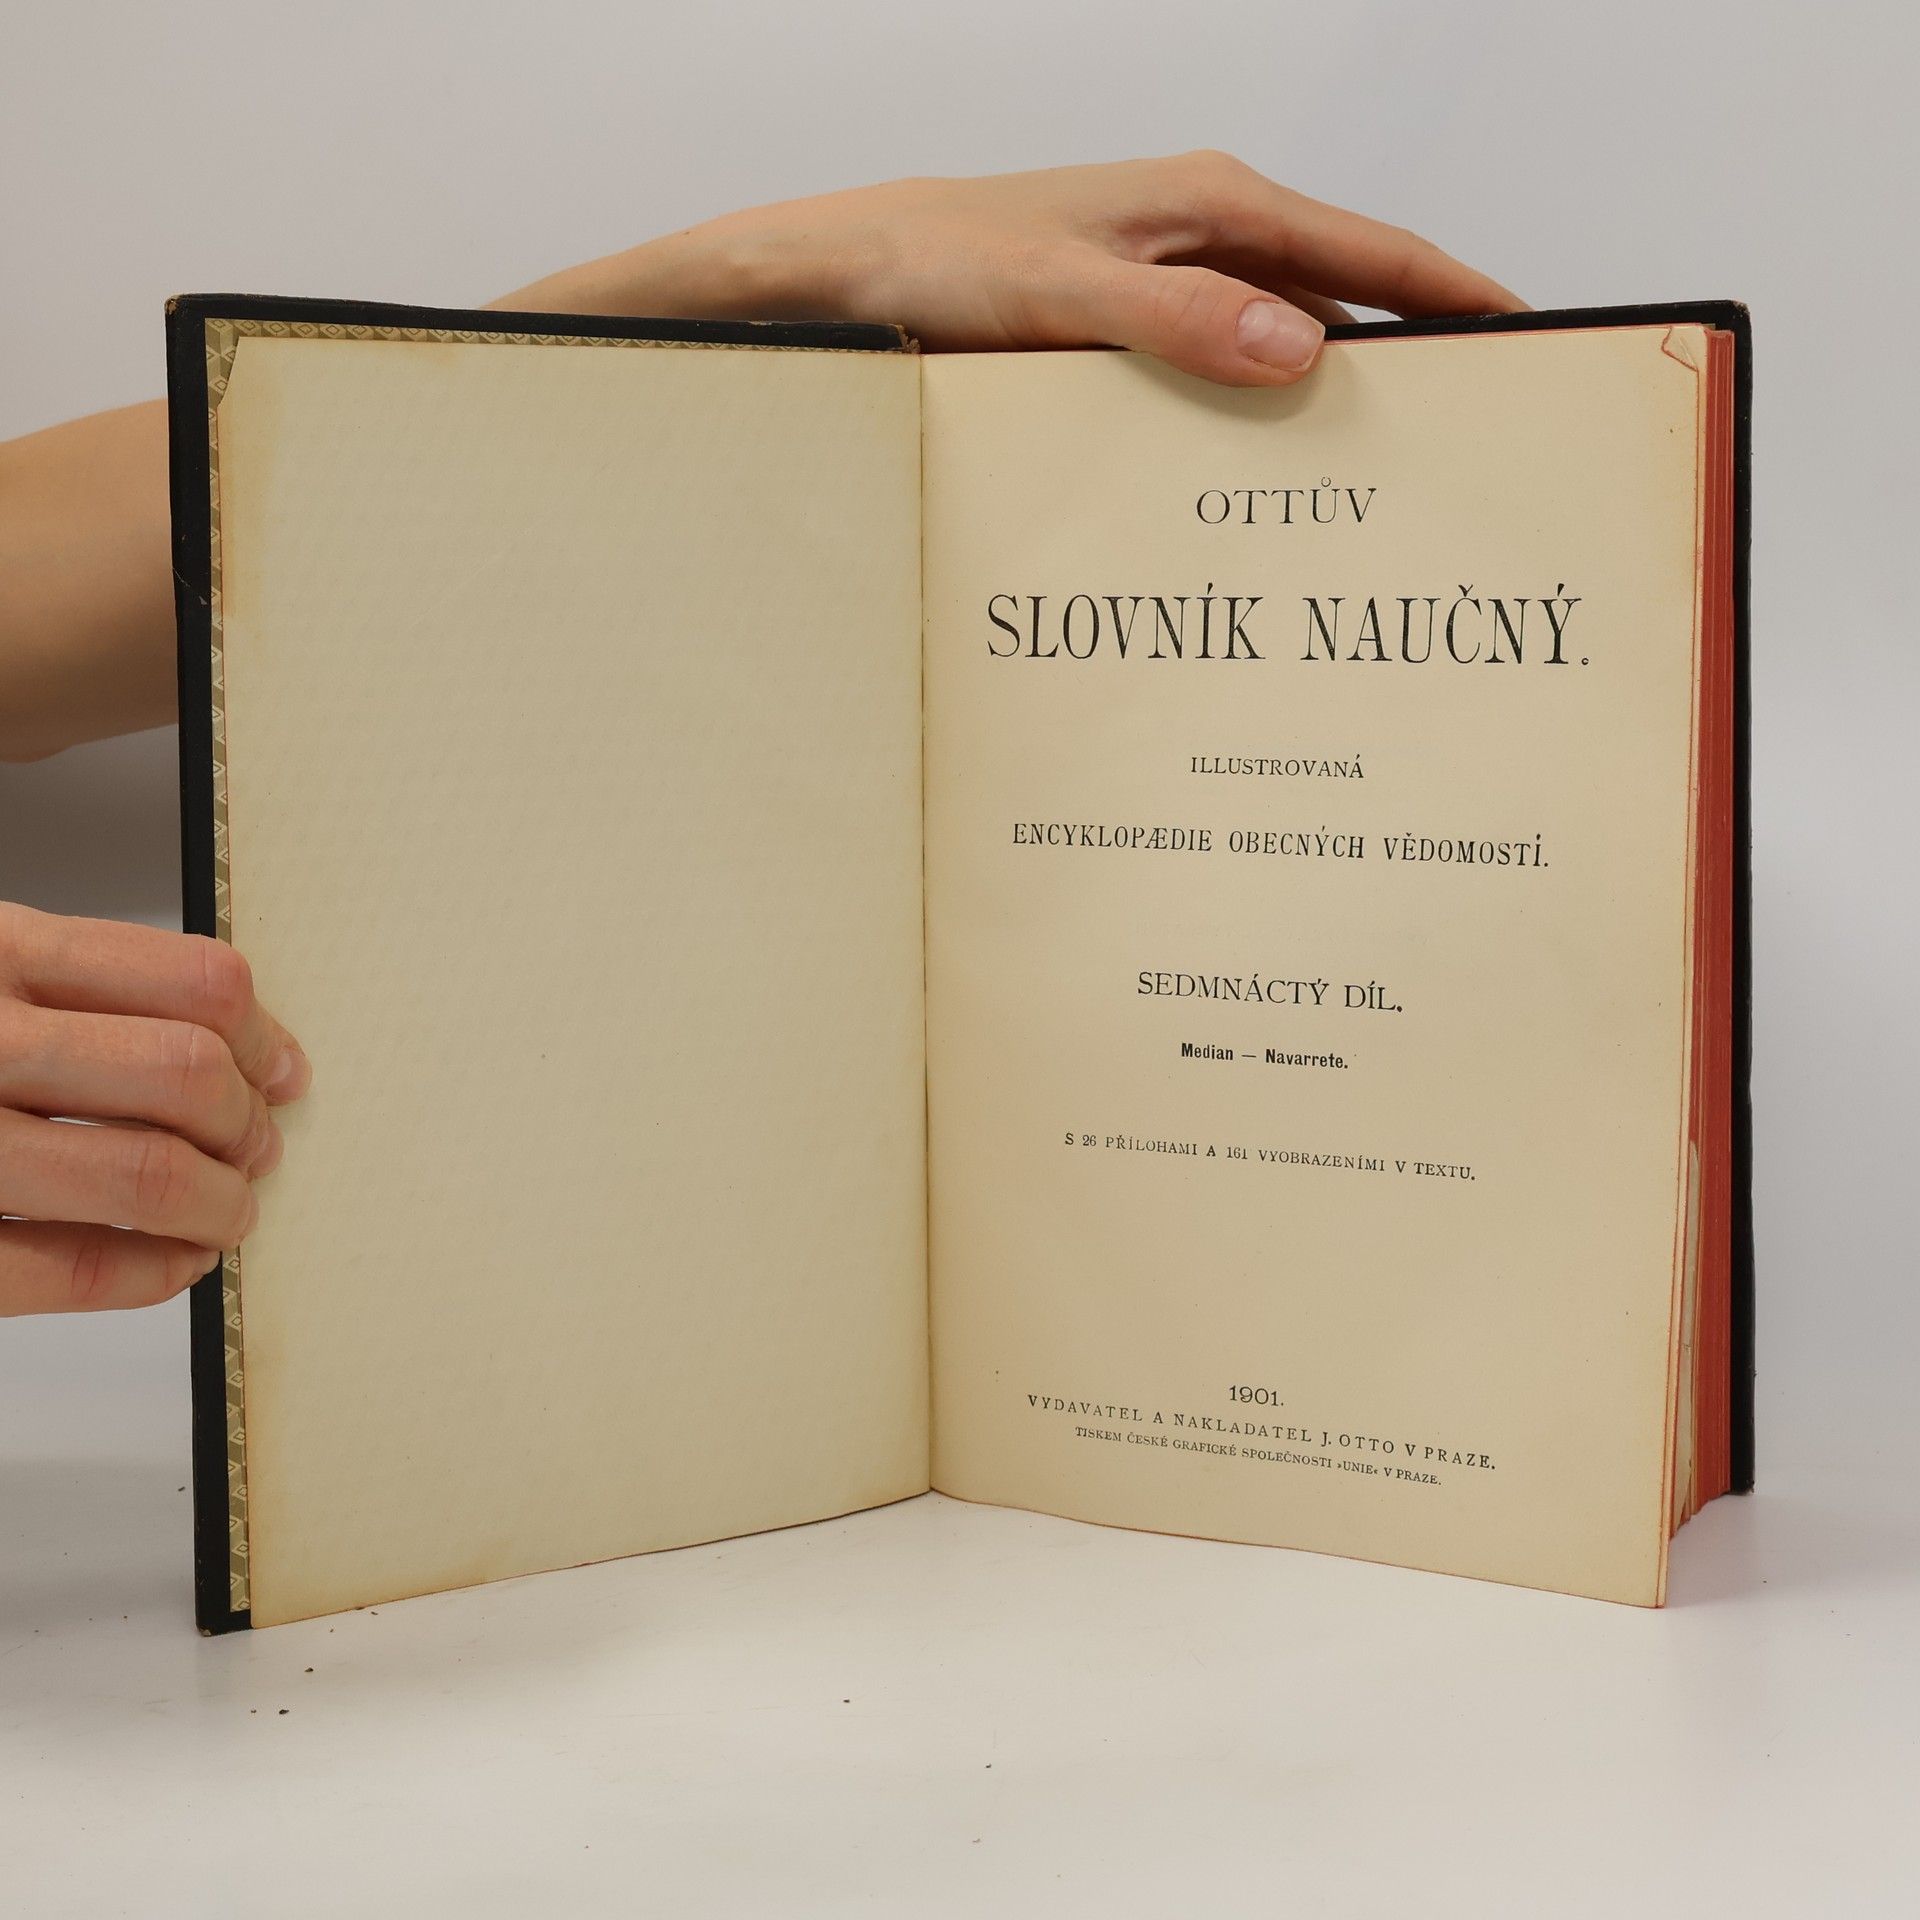 OTTŮV
SLOVNÍK NAUČNÝ.
ILLUSTROVANÁ
ENCYKLOPÆDIE OBECNÝCH VĚDOMOSTÍ.
SEDMNÁCTÝ DÍL.
Median — Navarrete.
S 26 PŘÍLOHAMI A 161 VYOBRAZENÍMI V TEXTU.
1901.
VYDAVATEL A NAKLADATEL J. OTTO V PRAZE.
TISKEM ČESKÉ GRAFICKÉ SPOLEČNOSTI »UNIE« V PRAZE.